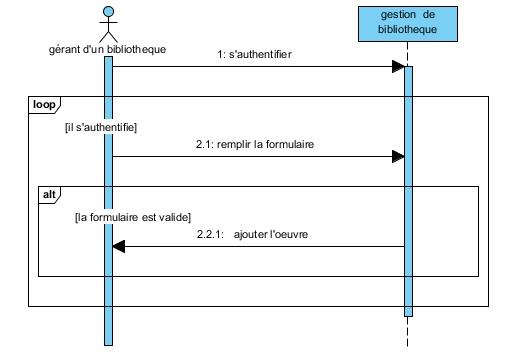 gestion de
bibliotheque
gérant d'un bibliotheque
1: s'authentifier
loop
[il s'authentifie]
2.1: remplir la formulaire
alt
[la formulaire est valide]
2.2.1: ajouter l'oeuvre